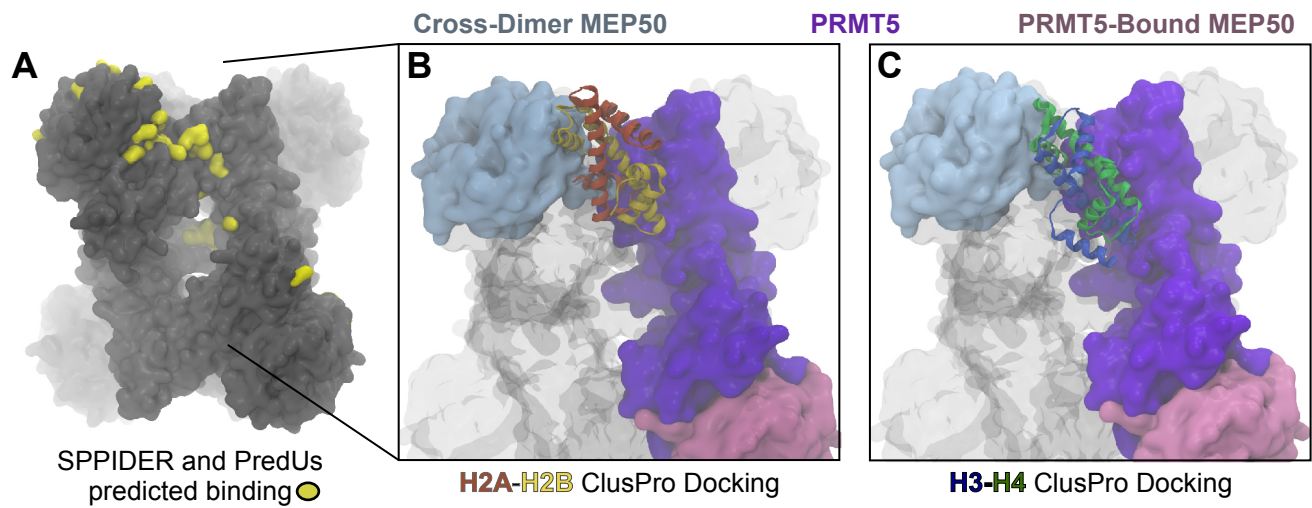 Cross-Dimer MEP50 PRMT5 PRMT5-Bound MEP50
A
B
C
SPPIDER and PredUs
predicted binding
H2A-H2B ClusPro Docking
H3-H4 ClusPro Docking